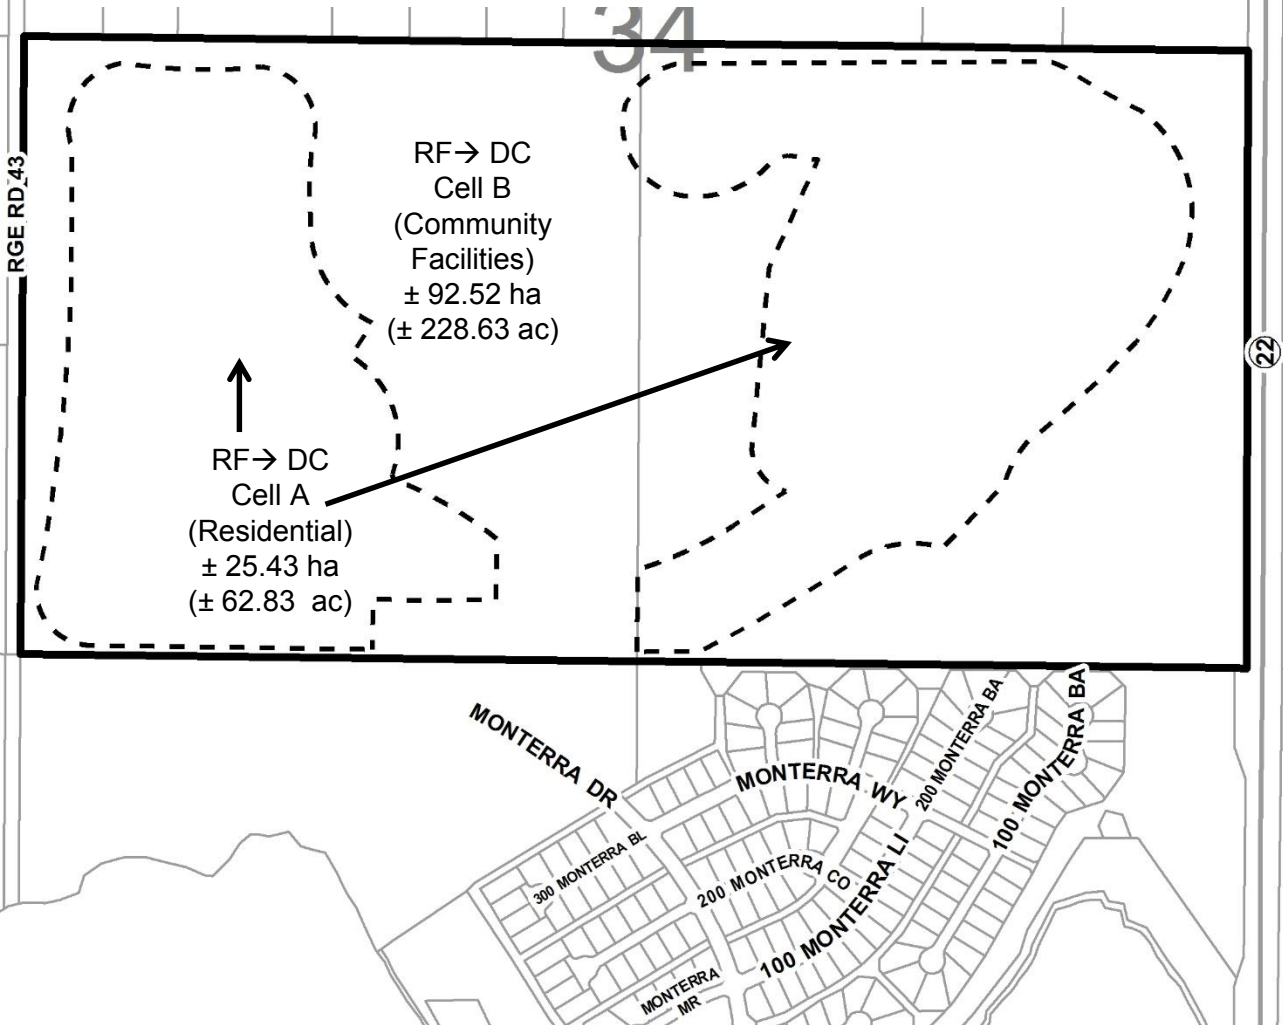 34
RGE RD 43
RF→ DC
Cell B
(Community
Facilities)
± 92.52 ha
(± 228.63 ac)
22
RF→ DC
Cell A
(Residential)
± 25.43 ha
(± 62.83 ac)
MONTERRA DR
MONTERRA WY
200 MONTERRA BA
100 MONTERRA BA
300 MONTERRA BL
200 MONTERRA CO
100 MONTERRA LI
MONTERRA
MR